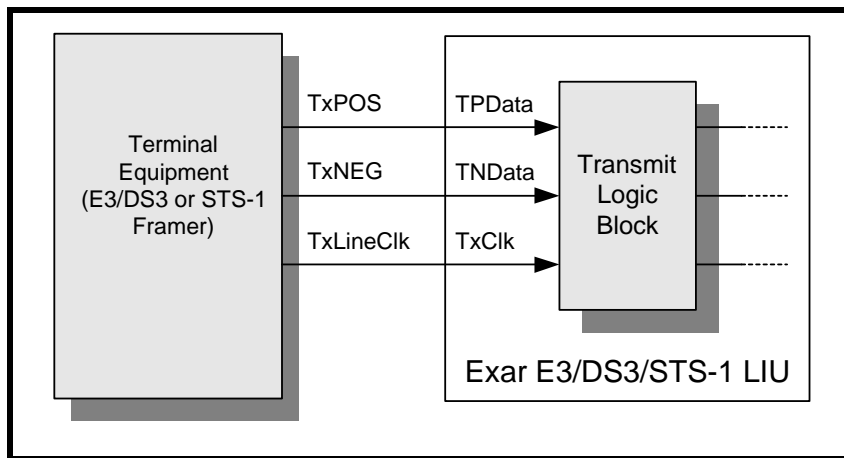 Terminal
Equipment
(E3/DS3 or STS-1
Framer)
TxPOS
TPData
TxNEG
TNData
TxLineClk
TxClk
Transmit
Logic
Block
Exar E3/DS3/STS-1 LIU